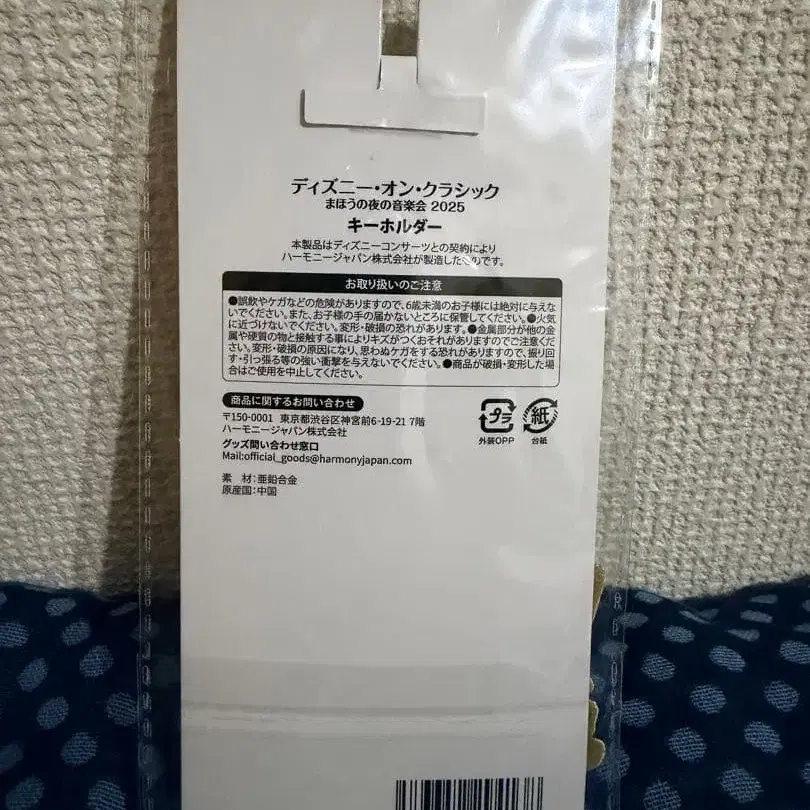 ディズニー・オン・クラシック
まほうの夜の音楽会 2025
キーホルダー
本製品はディズニーコンサーツとの契約により
ハーモニージャパン株式会社が製造したものです。
お取り扱いのご注意
●誤飲やケガなどの危険がありますので、6歳未満のお子様には絶対に与えな
いでください。また、お子様の手の届かないところに保管してください。●火気
に近づけないでください。変形・破損の恐れがあります。●金属部分が他の金
属や硬質の物と接触する事によりキズがつくおそれがありますのでご注意くだ
さい。変形・破損の原因になり、思わぬケガをする恐れがありますので、振り回
す・引っ張る等の強い衝撃を与えないでください。●商品が破損・変形した場
合はご使用を中止してください。
商品に関するお問い合わせ
〒150-0001 東京都渋谷区神宮前6-19-21 7階
ハーモニージャパン株式会社
グッズ問い合わせ窓口
Mail:official_goods@harmonyjapan.com
プラ 紙
外装OPP 台紙
素 材:亜鉛合金
原産国:中国